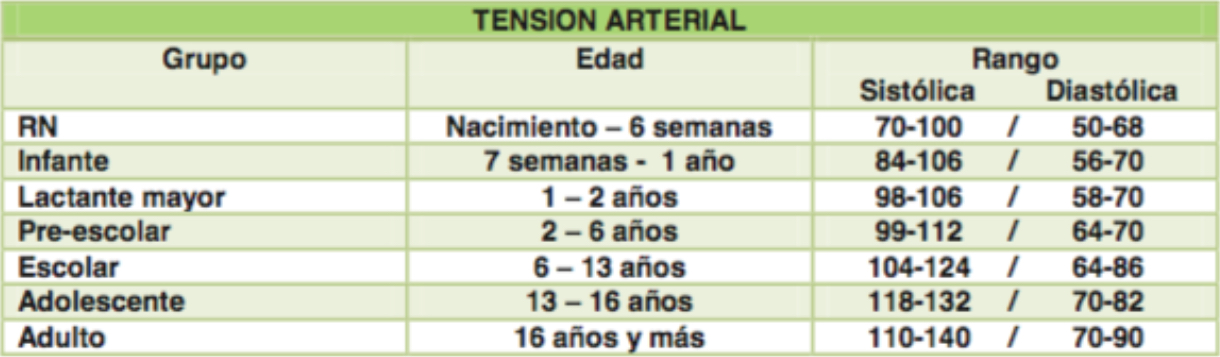 TENSION ARTERIAL
Grupo Edad Rango
Sistólica Diastólica
RN Nacimiento – 6 semanas 70-100 / 50-68
Infante 7 semanas - 1 año 84-106 / 56-70
Lactante mayor 1 – 2 años 98-106 / 58-70
Pre-escolar 2 – 6 años 99-112 / 64-70
Escolar 6 – 13 años 104-124 / 64-86
Adolescente 13 – 16 años 118-132 / 70-82
Adulto 16 años y más 110-140 / 70-90